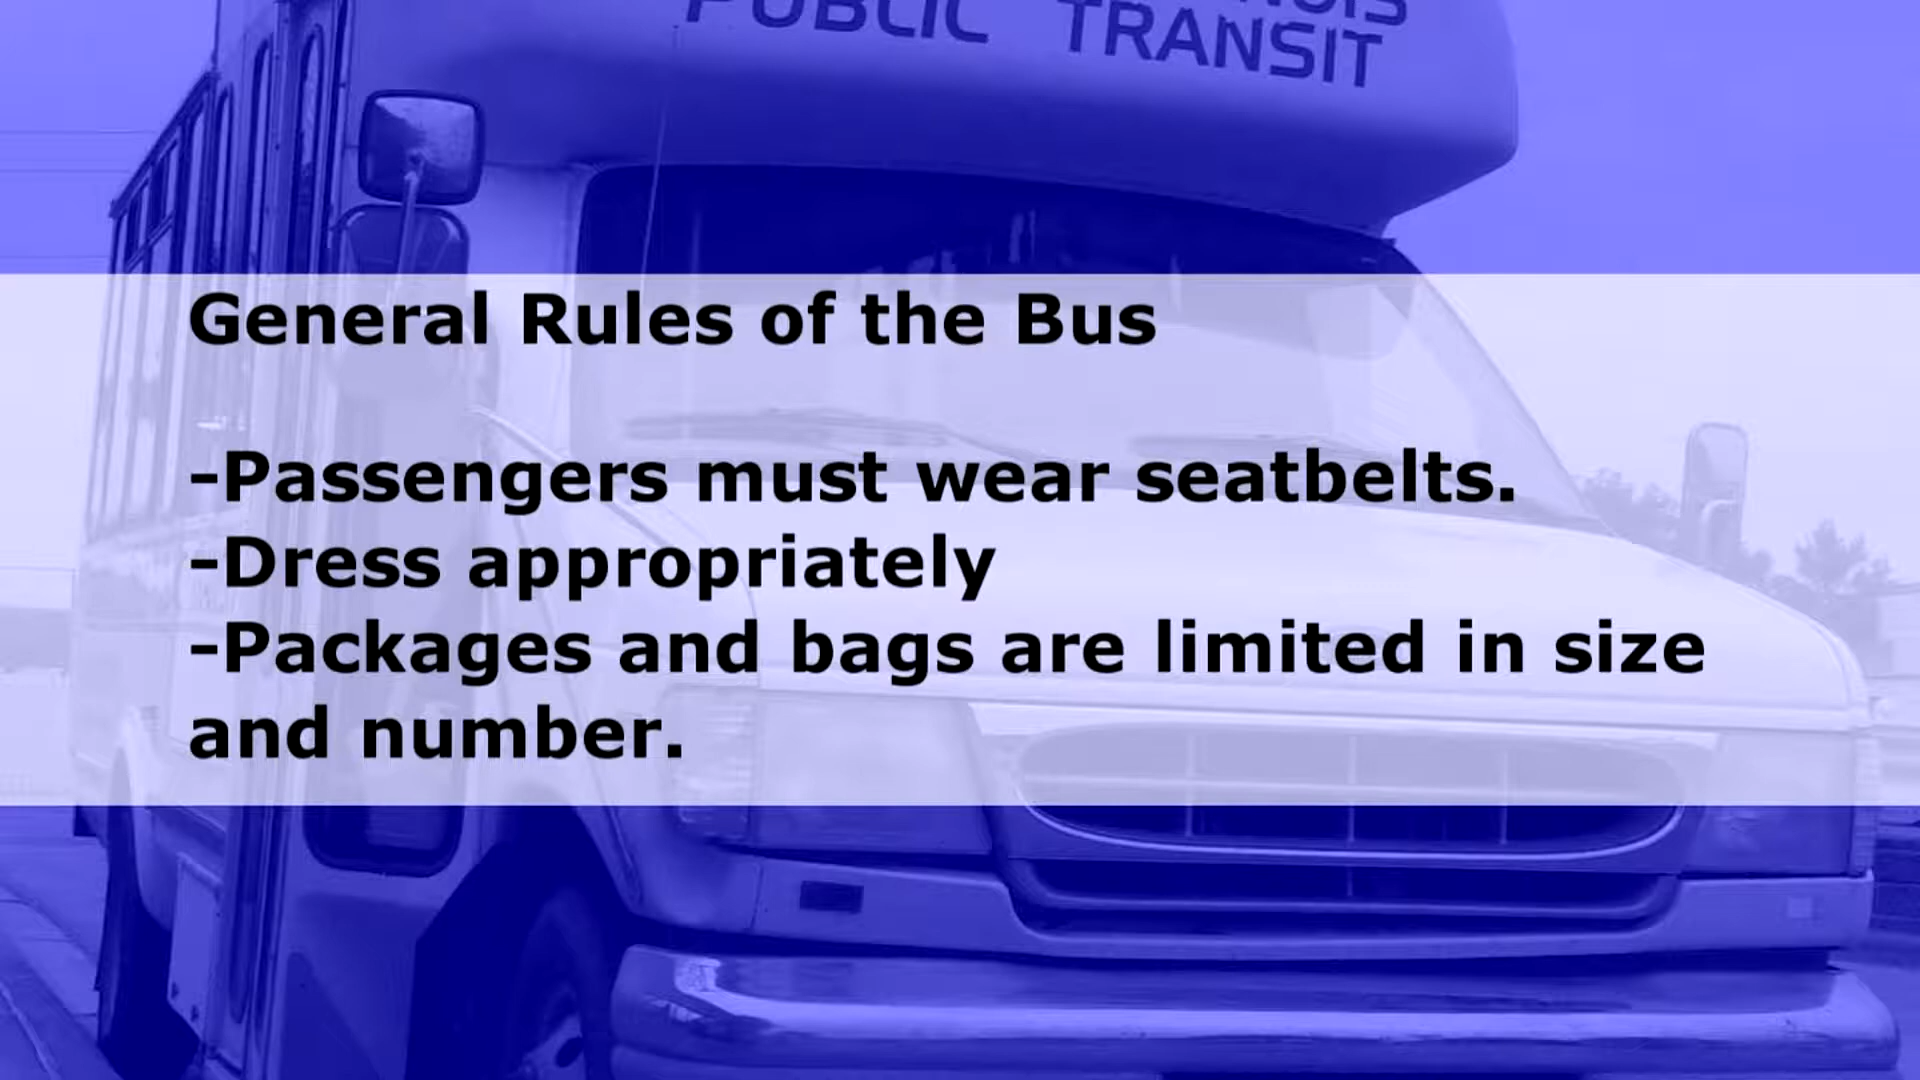 PUBLIC TRANSIT
General Rules of the Bus
-Passengers must wear seatbelts.
-Dress appropriately
-Packages and bags are limited in size
and number.